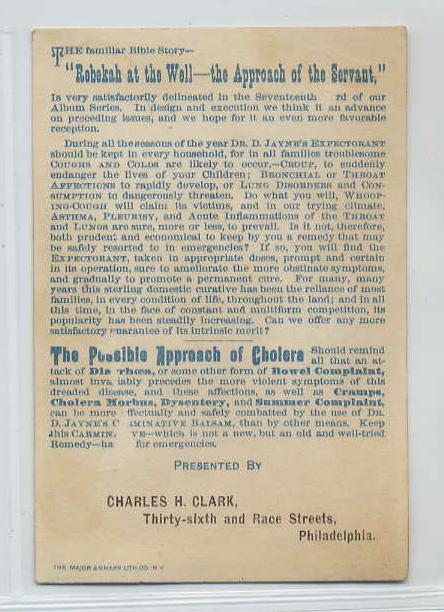 THE familiar Bible Story—
"Rebekah at the Well—the Approach of the Servant,"
Is very satisfactorily delineated in the Seventeenth rd of our
Album Series. In design and execution we think it an advance
on preceding issues, and we hope for it an even more favorable
reception.
During all the seasons of the year DR. D. JAYNE'S EXPECTORANT
should be kept in every household, for in all families troublesome
COUGHS AND COLDS are likely to occur,—CROUP, to suddenly
endanger the lives of your Children; BRONCHIAL or THROAT
AFFECTIONS to rapidly develop, or LUNG DISORDERS and CON-
SUMPTION to dangerously threaten. Do what you will, WHOOP-
ING-COUGH will claim its victims, and in our trying climate,
ASTHMA, PLEURISY, and Acute Inflammations of the THROAT
and LUNGS are sure, more or less, to prevail. Is it not, therefore,
both prudent and economical to keep by you a remedy that may
be safely resorted to in emergencies? If so, you will find the
EXPECTORANT, taken in appropriate doses, prompt and certain
in its operation, sure to ameliorate the more obstinate symptoms,
and gradually to promote a permanent cure. For many, many
years this sterling domestic curative has been the reliance of most
families, in every condition of life, throughout the land; and in all
this time, in the face of constant and multiform competition, its
popularity has been steadily increasing. Can we offer any more
satisfactory guarantee of its intrinsic merit?
The Possible Approach of Cholera Should remind
all that an at-
tack of Dia rhœa, or some other form of Bowel Complaint,
almost inva iably precedes the more violent symptoms of this
dreaded disease, and these affections, as well as Cramps,
Cholera Morbus, Dysentery, and Summer Complaint,
can be more ffectually and safely combatted by the use of DR.
D. JAYNE'S C IMINATIVE BALSAM, than by other means. Keep
this CARMIN VE—which is not a new, but an old and well-tried
Remedy—ha for emergencies.
PRESENTED BY
CHARLES H. CLARK,
Thirty-sixth and Race Streets,
Philadelphia.
THE MAJOR & KNAPP LITH. CO. N.Y.